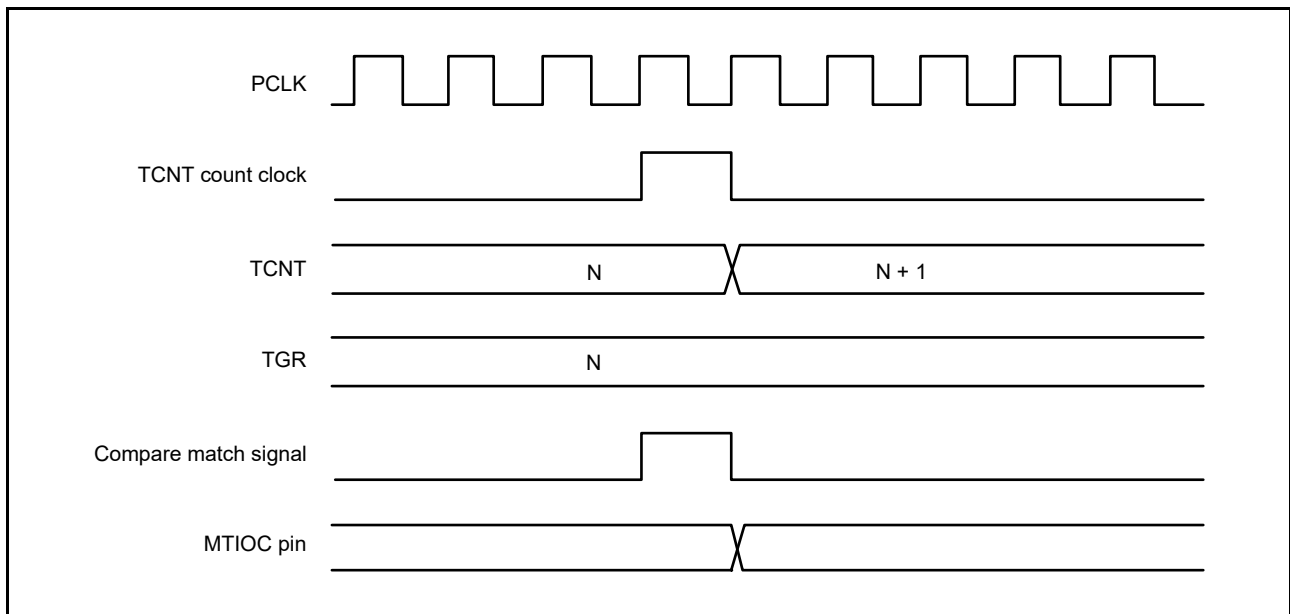 PCLK
TCNT count clock
TCNT
N
N + 1
TGR
N
Compare match signal
MTIOC pin